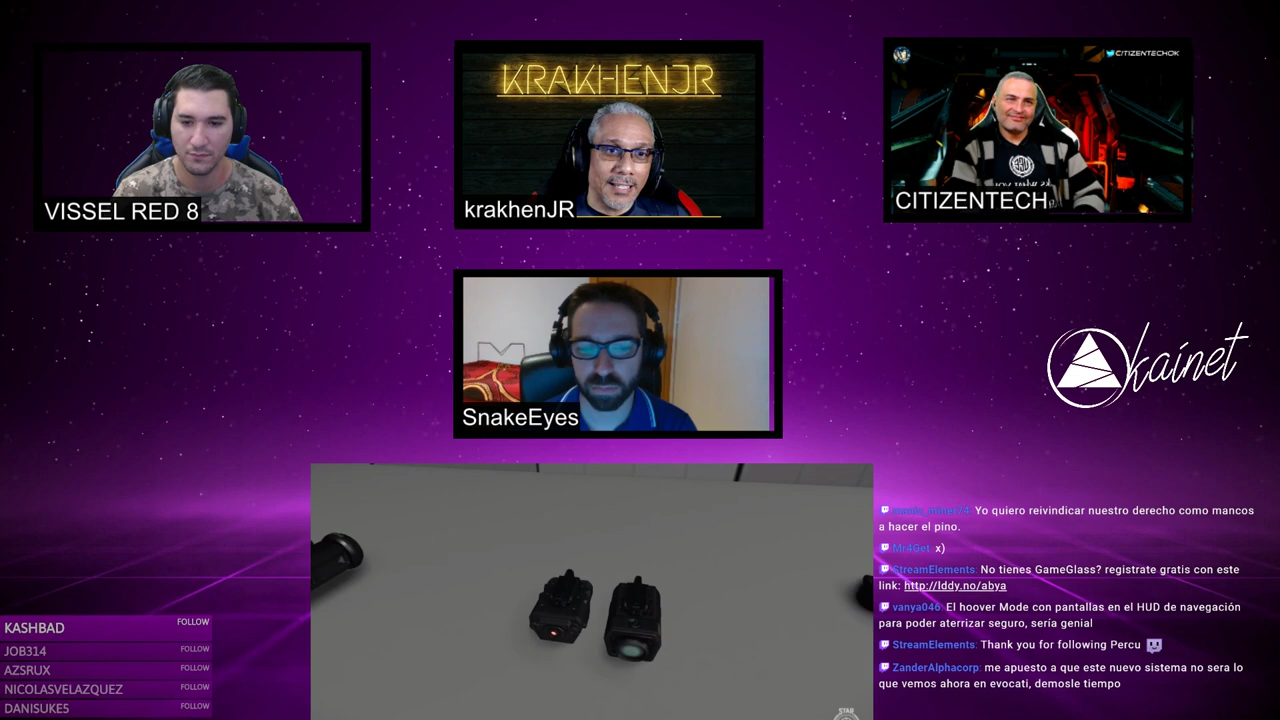 KRAKHENJR
CITIZENTECHOK
VISSEL RED 8
krakhenJR
CITIZENTECH
SnakeEyes
kainet
Yo quiero reivindicar nuestro derecho como mancos
a hacer el pino.
Mr4Get: x)
StreamElements: No tienes GameGlass? registrate gratis con este
link: http://lddy.no/abya
vanya046: El hoover Mode con pantallas en el HUD de navegación
para poder aterrizar seguro, sería genial
StreamElements: Thank you for following Percu
ZanderAlphacorp: me apuesto a que este nuevo sistema no sera lo
que vemos ahora en evocati, demosle tiempo
KASHBAD FOLLOW
JOB314 FOLLOW
AZSRUX FOLLOW
NICOLASVELAZQUEZ FOLLOW
DANISUKE5 FOLLOW
STAR